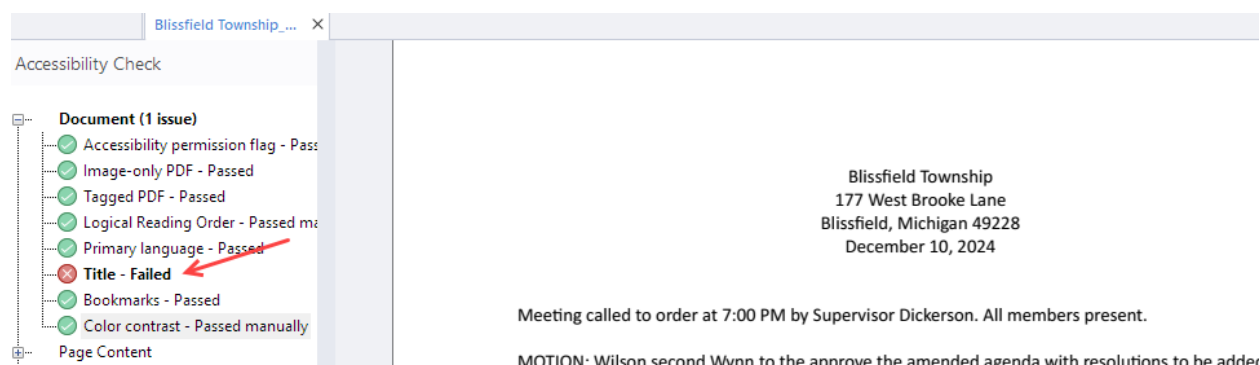 Blissfield Township_...
Accessibility Check
Document (1 issue)
Accessibility permission flag - Pass
Image-only PDF - Passed
Tagged PDF - Passed
Logical Reading Order - Passed ma
Primary language - Passed
Title - Failed
Bookmarks - Passed
Color contrast - Passed manually
Page Content
Blissfield Township
177 West Brooke Lane
Blissfield, Michigan 49228
December 10, 2024
Meeting called to order at 7:00 PM by Supervisor Dickerson. All members present.
MOTION: Wilson second Wynn to the approve the amended agenda with resolutions to be added